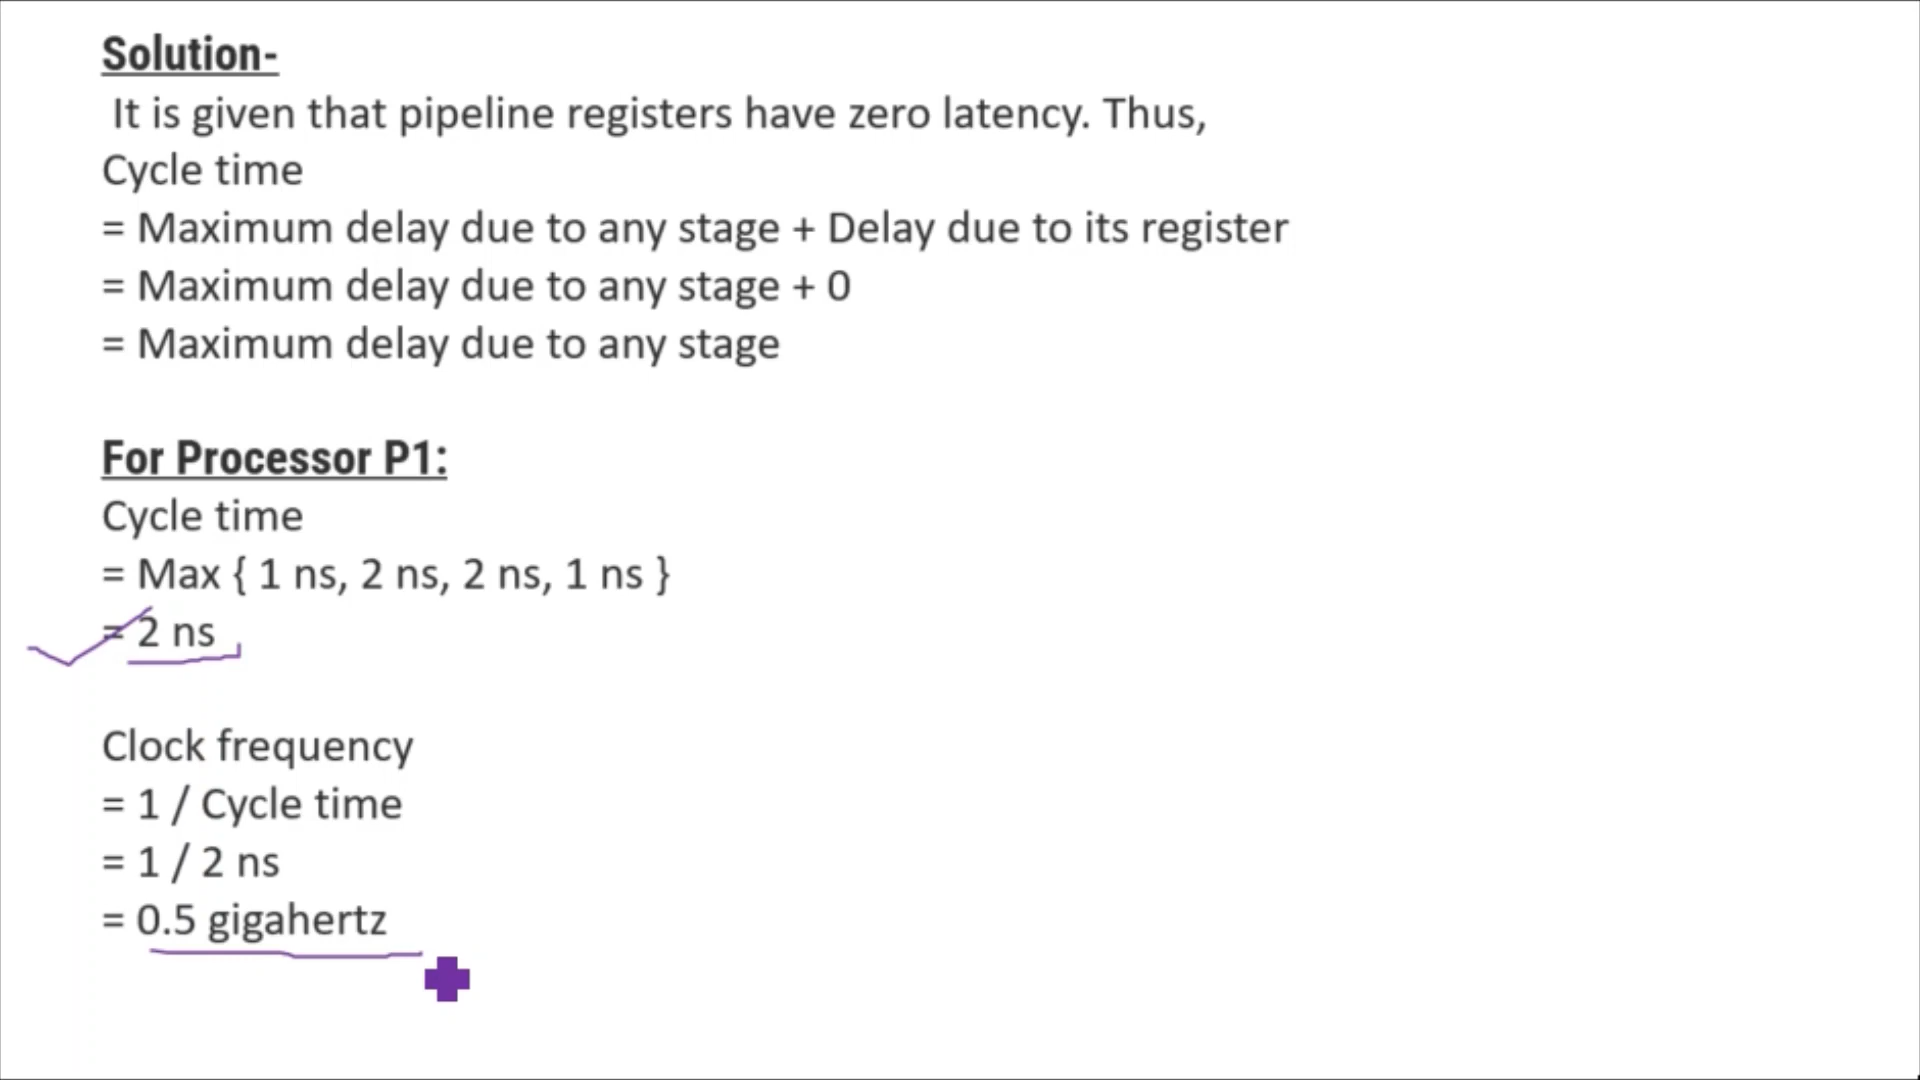 Solution-
It is given that pipeline registers have zero latency. Thus,
Cycle time
= Maximum delay due to any stage + Delay due to its register
= Maximum delay due to any stage + 0
= Maximum delay due to any stage
For Processor P1:
Cycle time
= Max { 1 ns, 2 ns, 2 ns, 1 ns }
= 2 ns
Clock frequency
= 1 / Cycle time
= 1 / 2 ns
= 0.5 gigahertz